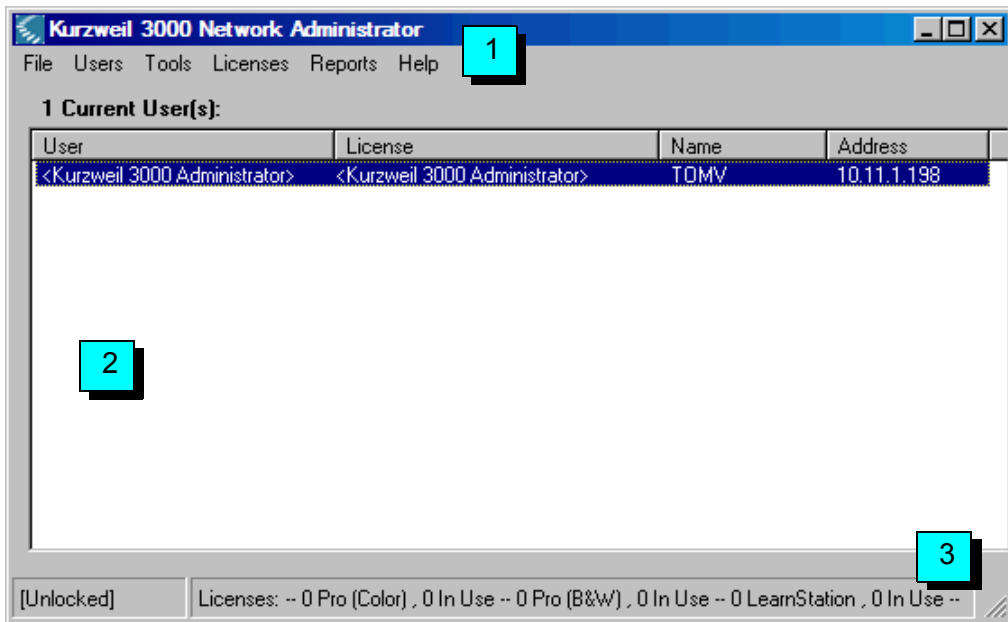 Kurzweil 3000 Network Administrator
1
File Users Tools Licenses Reports Help
1 Current User(s):
User License Name Address
<Kurzweil 3000 Administrator> <Kurzweil 3000 Administrator> TOMV 10.11.1.198
2
3
[Unlocked] Licenses: -- 0 Pro (Color) , 0 In Use -- 0 Pro (B&W) , 0 In Use -- 0 LearnStation , 0 In Use --